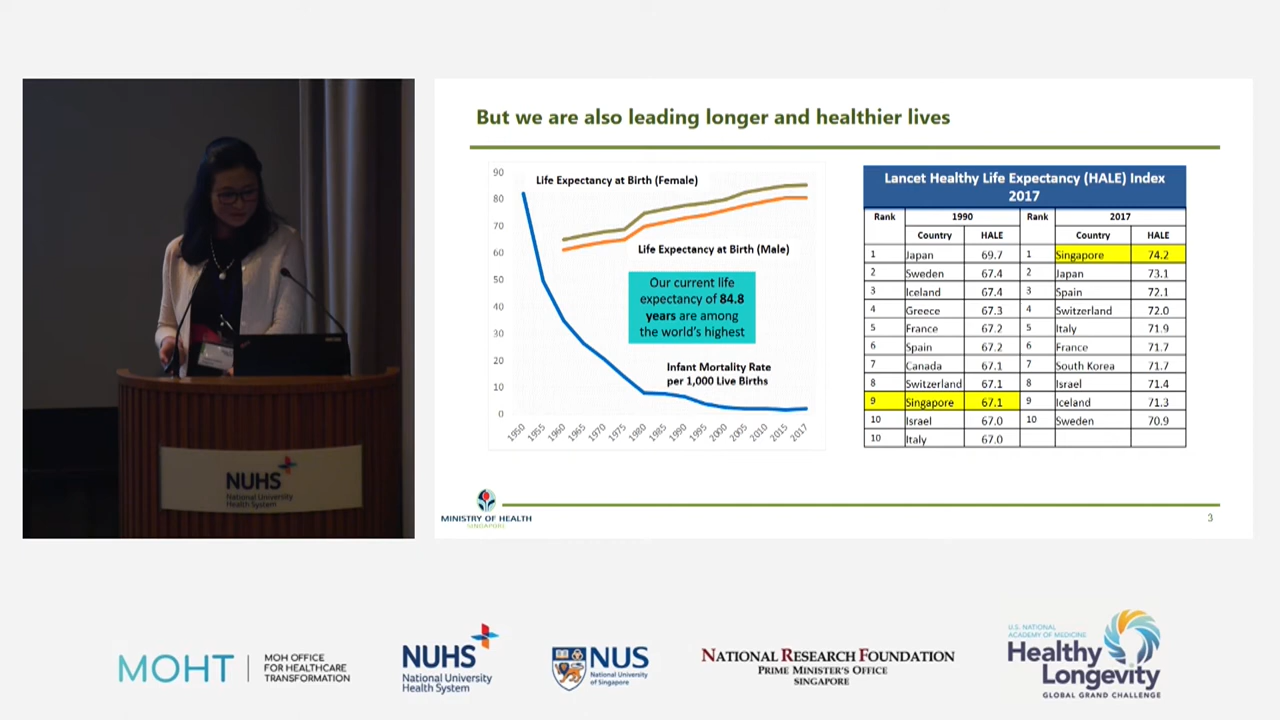 But we are also leading longer and healthier lives
90
80
70
60
50
40
30
20
10
0
Life Expectancy at Birth (Female)
Life Expectancy at Birth (Male)
Our current life
expectancy of 84.8
years are among
the world's highest
Infant Mortality Rate
per 1,000 Live Births
1950 1955 1960 1965 1970 1975 1980 1985 1990 1995 2000 2005 2010 2015 2017
Lancet Healthy Life Expectancy (HALE) Index
2017
Rank 1990 Rank 2017
Country HALE Country HALE
1 Japan 69.7 1 Singapore 74.2
2 Sweden 67.4 2 Japan 73.1
3 Iceland 67.4 3 Spain 72.1
4 Greece 67.3 4 Switzerland 72.0
5 France 67.2 5 Italy 71.9
6 Spain 67.2 6 France 71.7
7 Canada 67.1 7 South Korea 71.7
8 Switzerland 67.1 8 Israel 71.4
9 Singapore 67.1 9 Iceland 71.3
10 Israel 67.0 10 Sweden 70.9
10 Italy 67.0
MINISTRY OF HEALTH
SINGAPORE
3
NUHS
National University
Health System
MOHT
MOH OFFICE
FOR HEALTHCARE
TRANSFORMATION
NUHS
National University
Health System
NUS
National University
of Singapore
NATIONAL RESEARCH FOUNDATION
PRIME MINISTER'S OFFICE
SINGAPORE
U.S. NATIONAL
ACADEMY OF MEDICINE
Healthy
Longevity
GLOBAL GRAND CHALLENGE